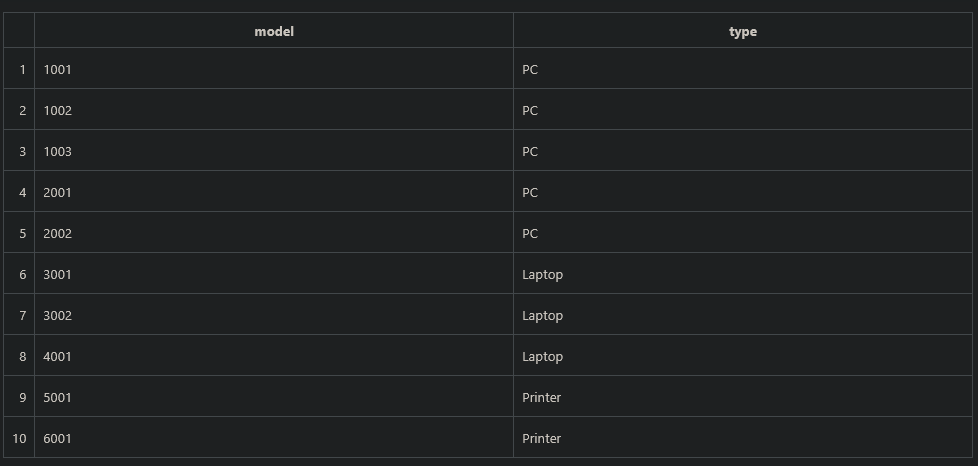 model type
1 1001 PC
2 1002 PC
3 1003 PC
4 2001 PC
5 2002 PC
6 3001 Laptop
7 3002 Laptop
8 4001 Laptop
9 5001 Printer
10 6001 Printer